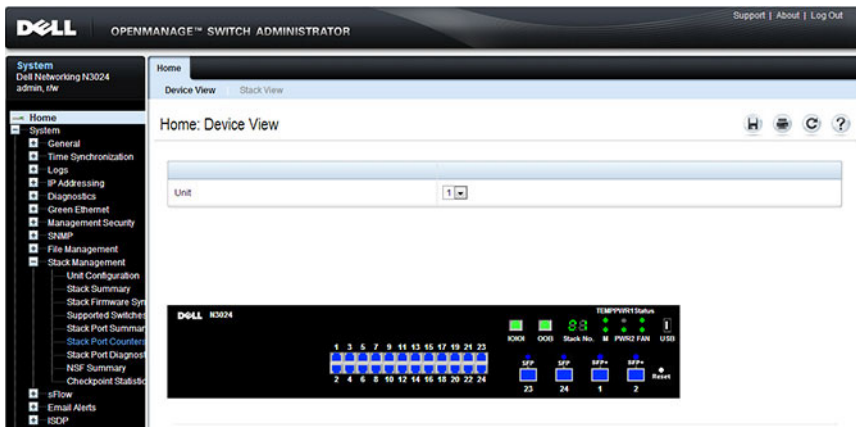 Support | About | Log Out
DELL OPENMANAGE™ SWITCH ADMINISTRATOR
System
Dell Networking N3024
admin, r/w
Home
Device View Stack View
Home
System
General
Time Synchronization
Logs
IP Addressing
Diagnostics
Green Ethernet
Management Security
SNMP
File Management
Stack Management
Unit Configuration
Stack Summary
Stack Firmware Syn
Supported Switches
Stack Port Summar
Stack Port Counters
Stack Port Diagnost
NSF Summary
Checkpoint Statistic
sFlow
Email Alerts
ISDP
Home: Device View
?
Unit 1
DELL N3024
TEMPPWR1Status
IOIOI OOB Stack No. M PWR2 FAN USB
1 3 5 7 9 11 13 15 17 19 21 23
2 4 6 8 10 12 14 16 18 20 22 24
SFP SFP SFP+ SFP+
Reset
23 24 1 2